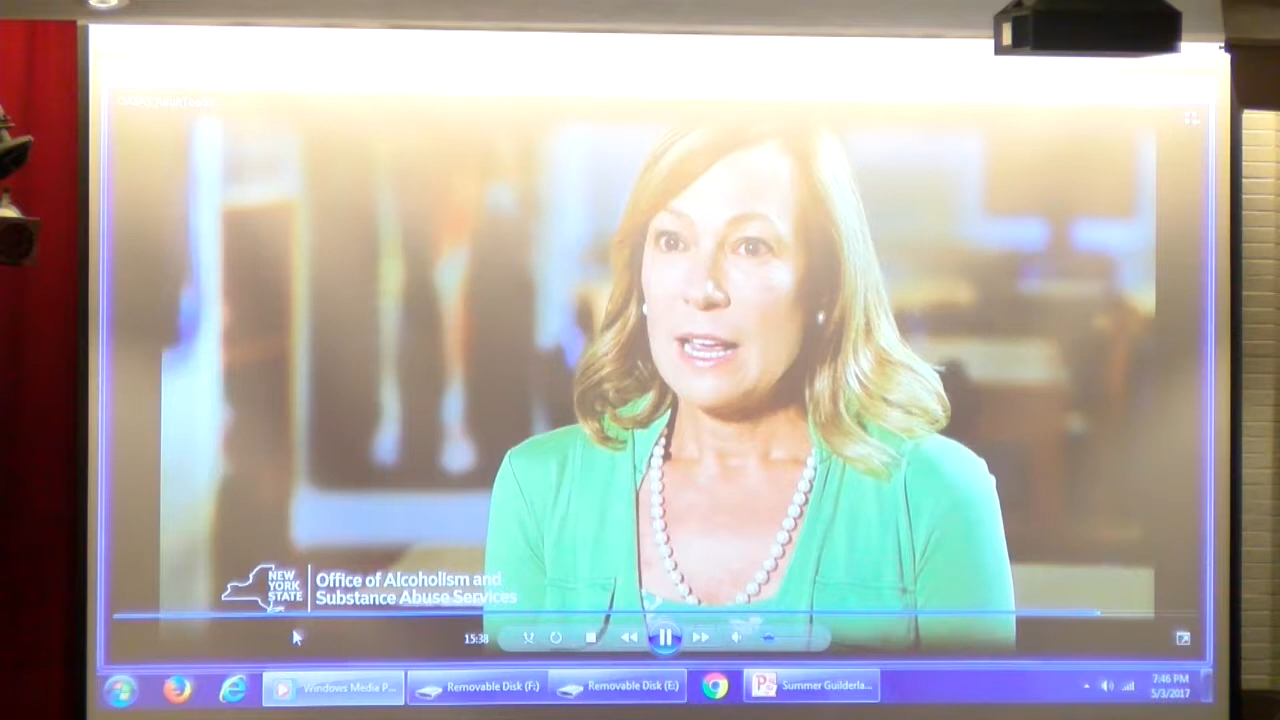 NEW
YORK
STATE
Office of Alcoholism and
Substance Abuse Services
15:38
Windows Media P...
Removable Disk (F:)
Removable Disk (E:)
Summer Guilderla...
7:46 PM
5/3/2017